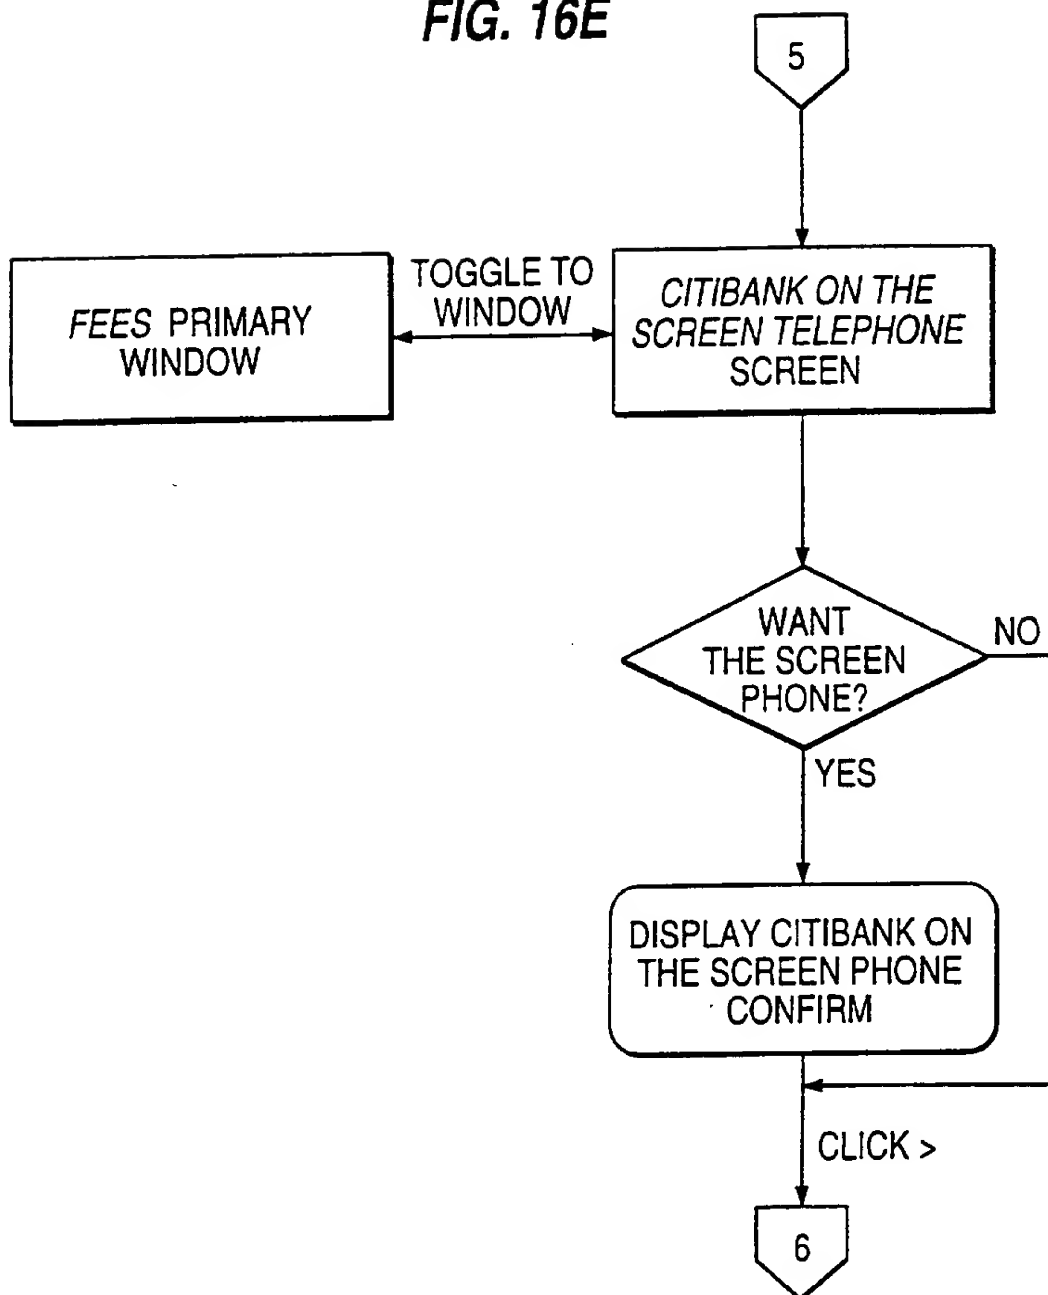 FIG. 16E
5
FEES PRIMARY
WINDOW
TOGGLE TO
WINDOW
CITIBANK ON THE
SCREEN TELEPHONE
SCREEN
WANT
THE SCREEN
PHONE?
NO
YES
DISPLAY CITIBANK ON
THE SCREEN PHONE
CONFIRM
CLICK >
6